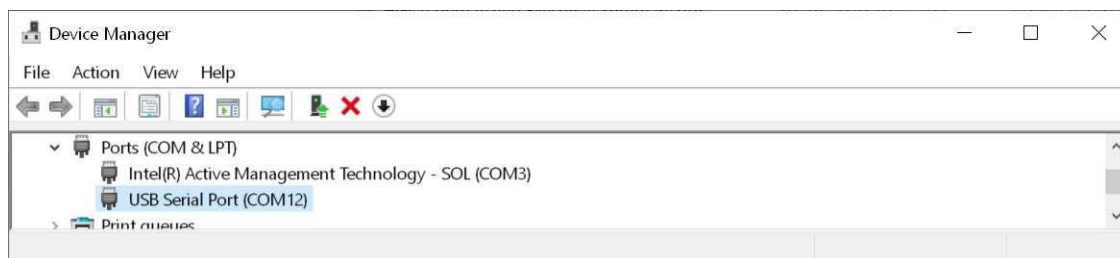 Device Manager
File Action View Help
Ports (COM & LPT)
Intel(R) Active Management Technology - SOL (COM3)
USB Serial Port (COM12)
Print queues